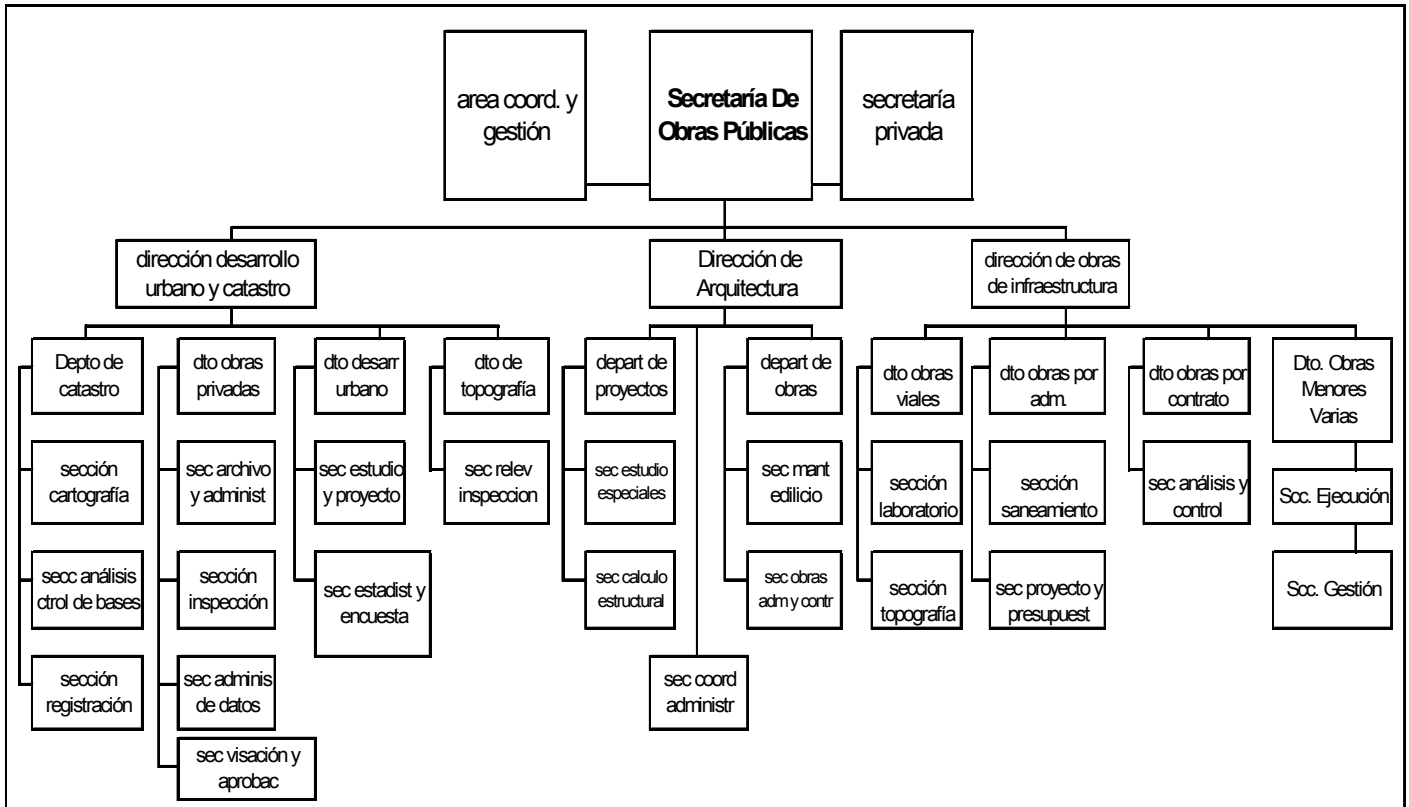 area coord. y
gestión
Secretaría De
Obras Públicas
secretaría
privada
dirección desarrollo
urbano y catastro
Dirección de
Arquitectura
dirección de obras
de infraestructura
Depto de
catastro
dto obras
privadas
dto desarr
urbano
dto de
topografía
depart de
proyectos
depart de
obras
dto obras
viales
dto obras por
adm.
dto obras por
contrato
Dto. Obras
Menores
Varias
sección
cartografía
sec archivo
y administ
sec estudio
y proyecto
sec relev
inspeccion
sec estudio
especiales
sec mant
edilicio
sección
laboratorio
sección
saneamiento
sec análisis y
control
Scc. Ejecución
secc análisis
ctrol de bases
sección
inspección
sec estadist y
encuesta
sec calculo
estructural
sec obras
adm y contr
sección
topografía
sec proyecto y
presupuest
Scc. Gestión
sección
registración
sec adminis
de datos
sec coord
administr
sec visación y
aprobac